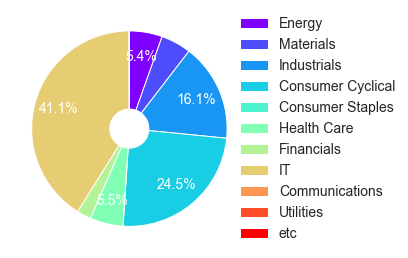 5.4%
16.1%
24.5%
5.5%
41.1%
Energy
Materials
Industrials
Consumer Cyclical
Consumer Staples
Health Care
Financials
IT
Communications
Utilities
etc